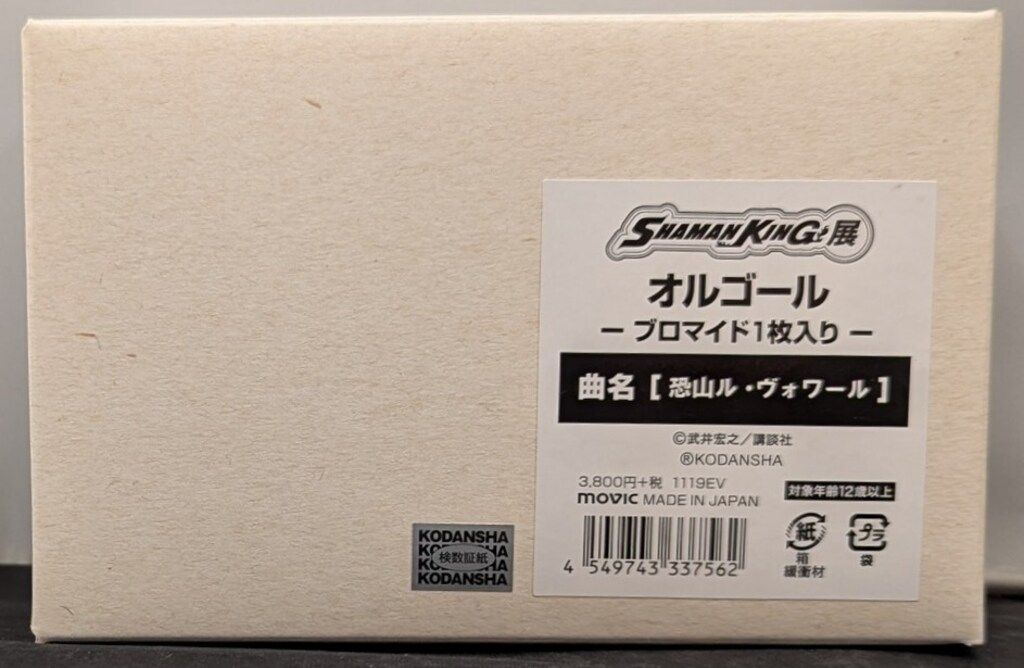 SHAMAN KING展
オルゴール
ー ブロマイド1枚入り ー
曲名 [ 恐山ル・ヴォワール ]
©武井宏之／講談社
®KODANSHA
3,800円+税 1119EV
movic MADE IN JAPAN
対象年齢12歳以上
4 549743 337562
紙
箱
緩衝材
プラ
袋
KODANSHA
検数証紙
KODANSHA